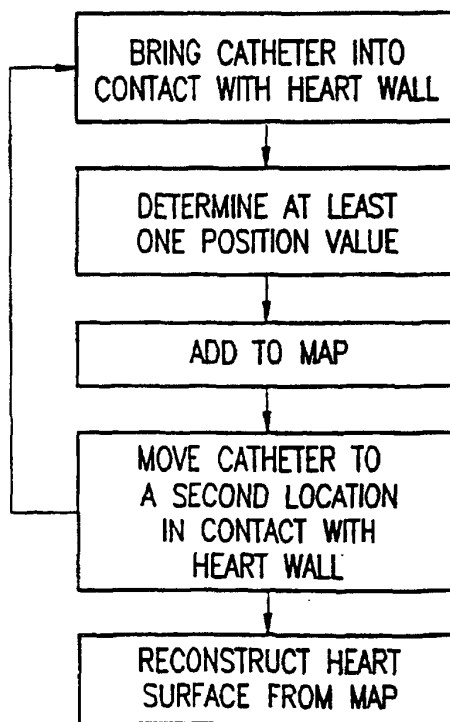 BRING CATHETER INTO
CONTACT WITH HEART WALL
DETERMINE AT LEAST
ONE POSITION VALUE
ADD TO MAP
MOVE CATHETER TO
A SECOND LOCATION
IN CONTACT WITH
HEART WALL
RECONSTRUCT HEART
SURFACE FROM MAP